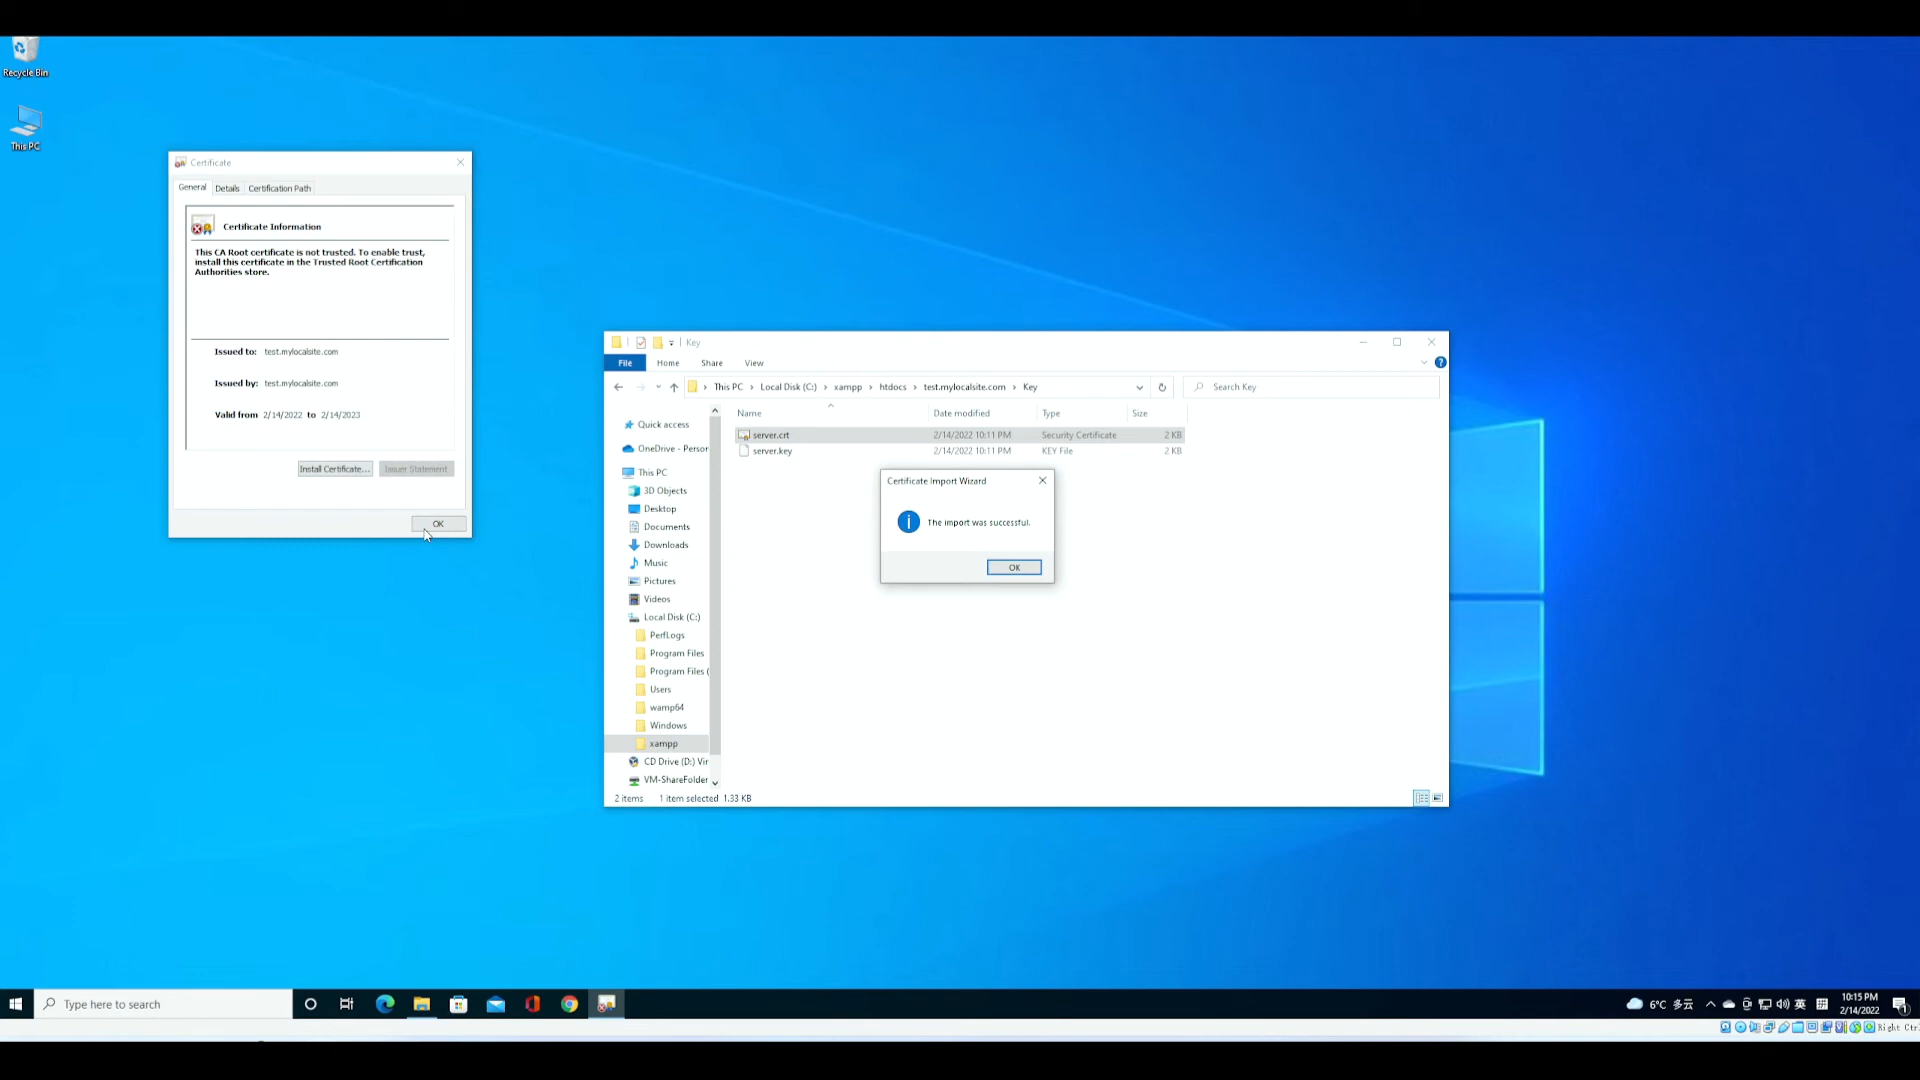 Recycle Bin
This PC
Certificate
General Details Certification Path
Certificate Information
This CA Root certificate is not trusted. To enable trust,
install this certificate in the Trusted Root Certification
Authorities store.
Issued to: test.mylocalsite.com
Issued by: test.mylocalsite.com
Valid from 2/14/2022 to 2/14/2023
Install Certificate... Issuer Statement
OK
Key
File Home Share View
This PC › Local Disk (C:) › xampp › htdocs › test.mylocalsite.com › Key
Search Key
Name Date modified Type Size
server.crt 2/14/2022 10:11 PM Security Certificate 2 KB
server.key 2/14/2022 10:11 PM KEY File 2 KB
Quick access
OneDrive - Person
This PC
3D Objects
Desktop
Documents
Downloads
Music
Pictures
Videos
Local Disk (C:)
PerfLogs
Program Files
Program Files (
Users
wamp64
Windows
xampp
CD Drive (D:) Vir
VM-ShareFolder
2 items 1 item selected 1.33 KB
Certificate Import Wizard
The import was successful.
OK
Type here to search
6°C 多云
英
10:15 PM
2/14/2022
1
Right Ctrl